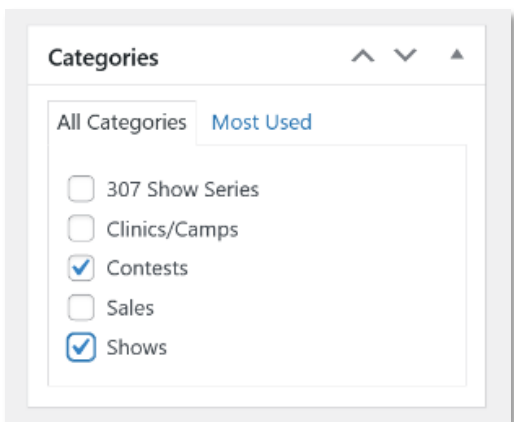 Categories
All Categories Most Used
307 Show Series
Clinics/Camps
Contests
Sales
Shows